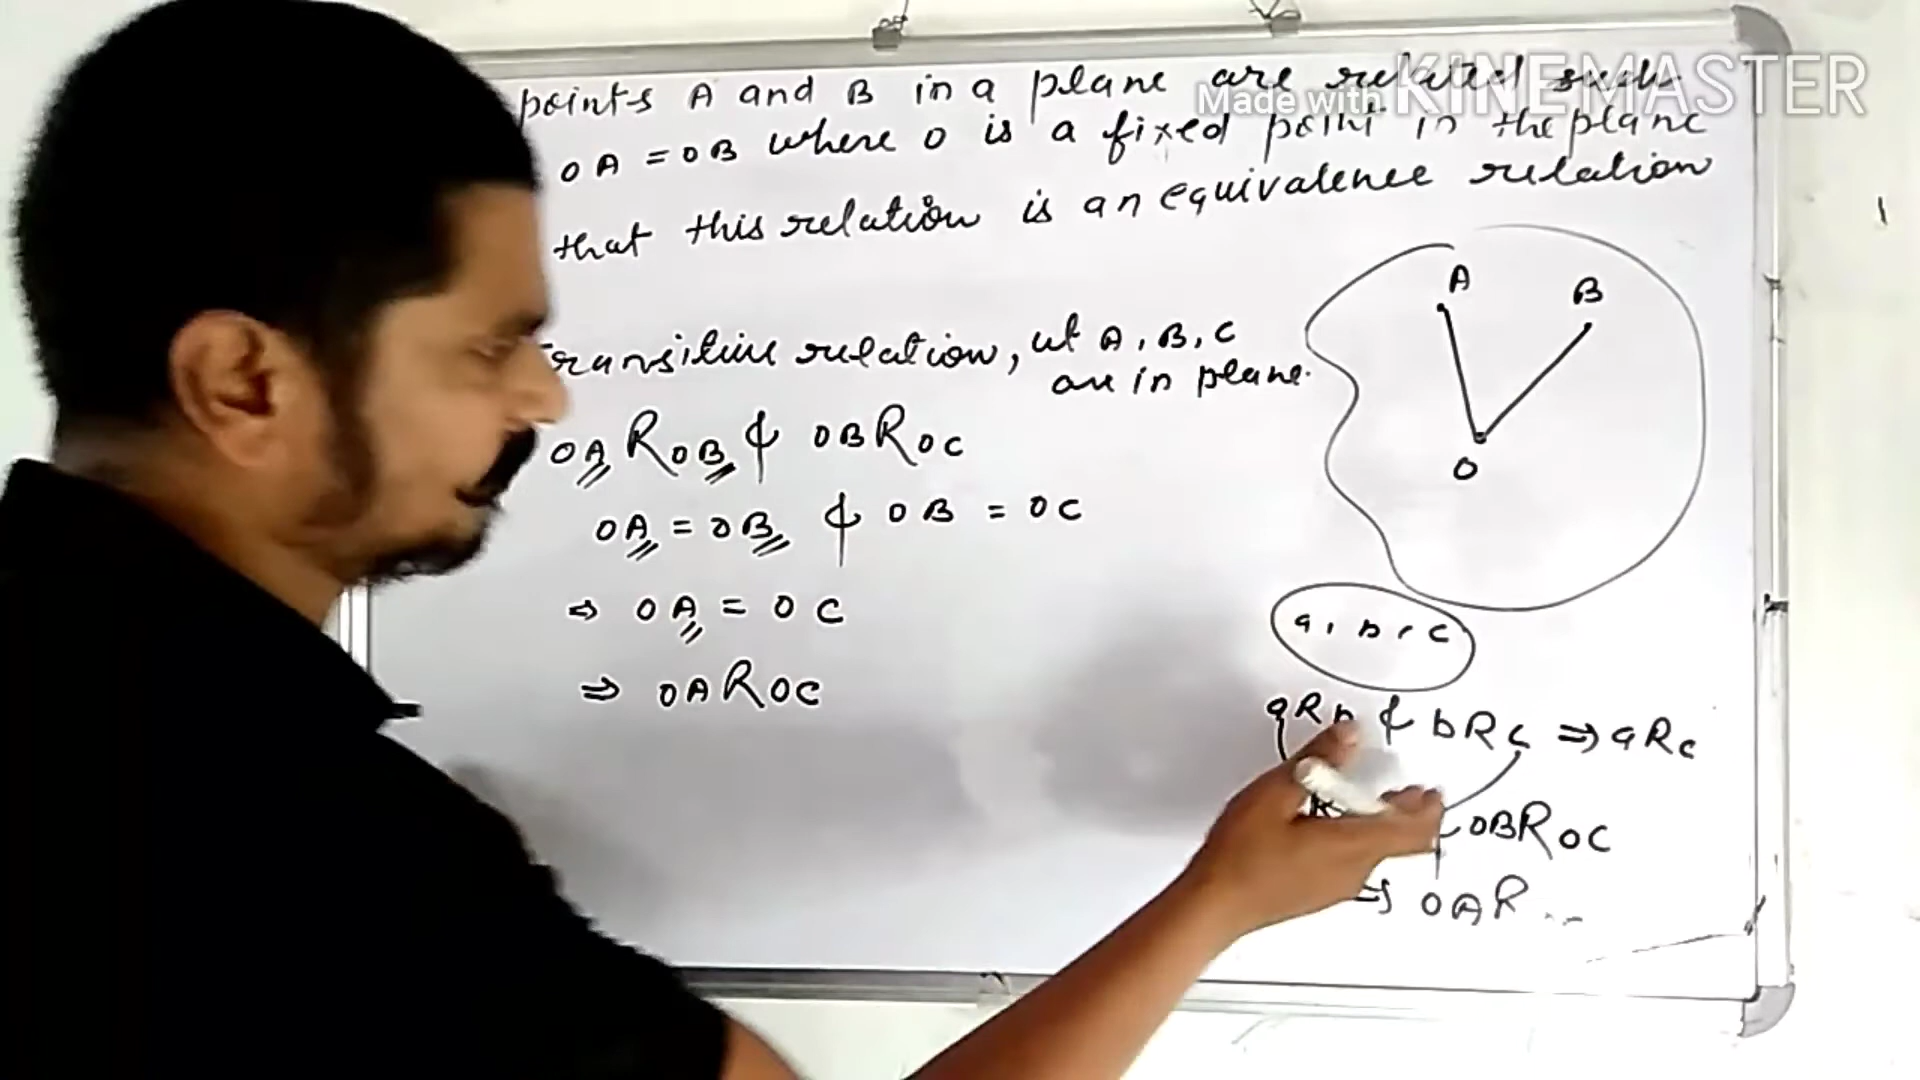 points A and B in a plane are related such
OA = OB where O is a fixed point in the plane
that this relation is an equivalence relation
Transitive relation, let A, B, C
are in plane.
OA R OB & OB R OC
OA = OB & OB = OC
⇒ OA = OC
⇒ OA R OC
A
B
O
a, b, c
aRb & bRc ⇒ aRc
OB R OC
⇒ OAR ...
Made with KINEMASTER